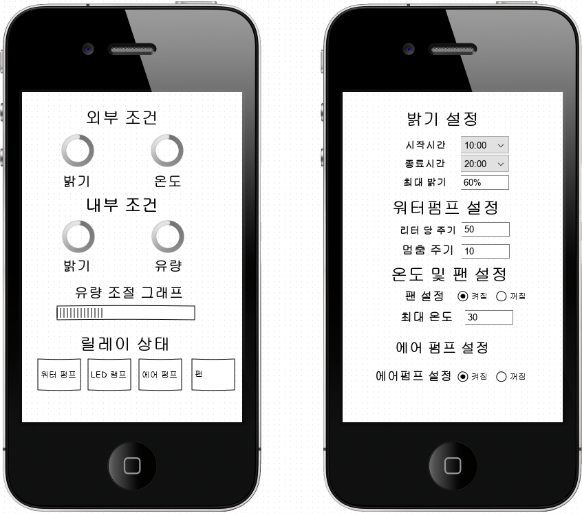 외부 조건
밝기 온도
내부 조건
밝기 유량
유량 조절 그래프
릴레이 상태
워터 펌프 LED 램프 에어 펌프 팬
밝기 설정
시작시간 10:00
종료시간 20:00
최대 밝기 60%
워터펌프 설정
리터 당 주기 50
멈춤 주기 10
온도 및 팬 설정
팬 설정 켜짐 꺼짐
최대 온도 30
에어 펌프 설정
에어펌프 설정 켜짐 꺼짐